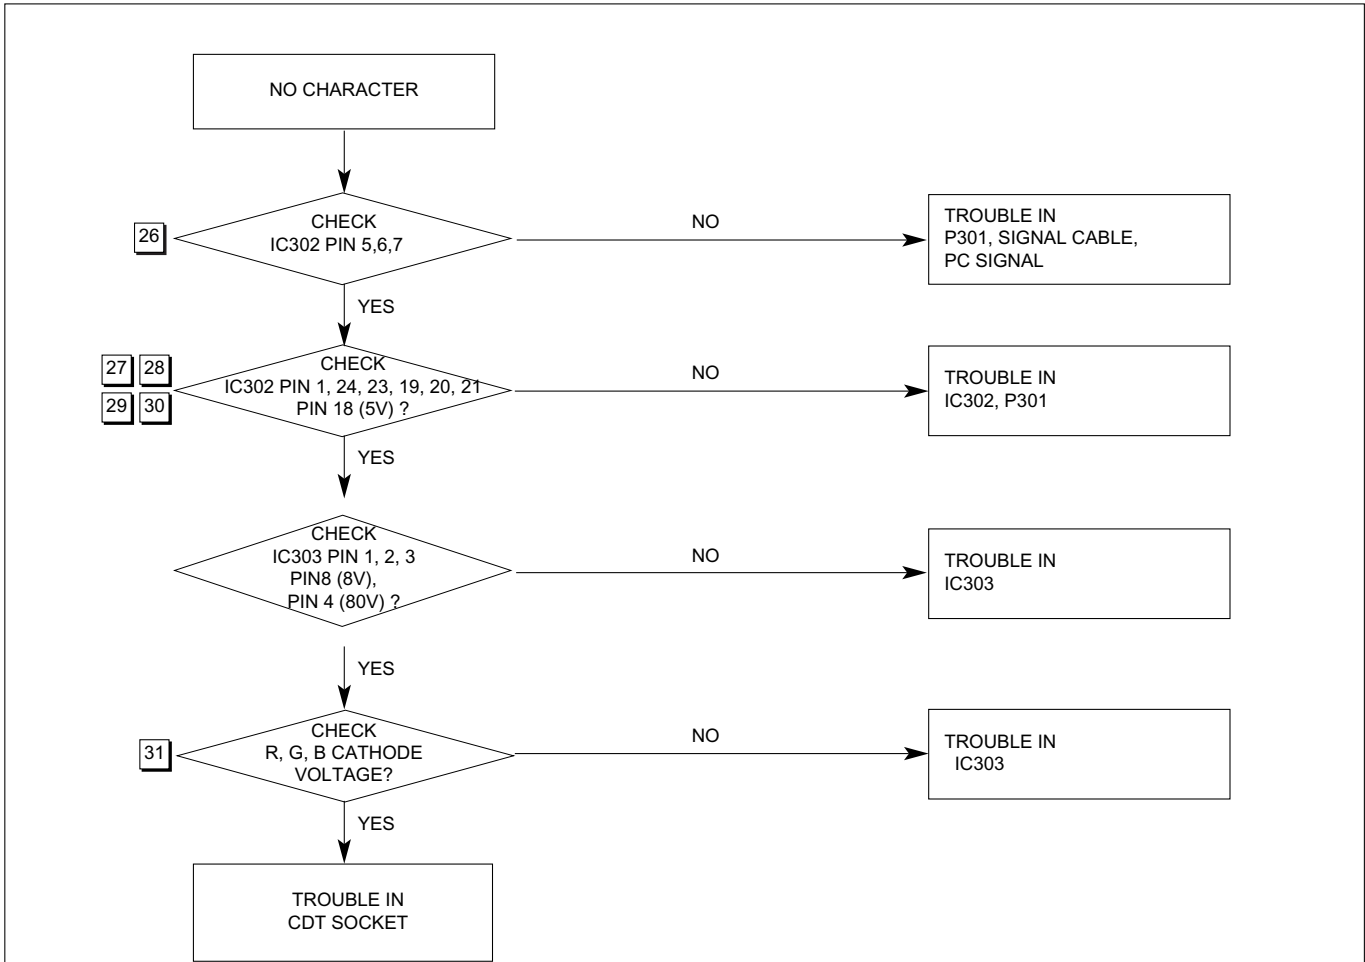 NO CHARACTER
CHECK
IC302 PIN 5,6,7
26
NO
TROUBLE IN
P301, SIGNAL CABLE,
PC SIGNAL
YES
27 28
29 30
CHECK
IC302 PIN 1, 24, 23, 19, 20, 21
PIN 18 (5V) ?
NO
TROUBLE IN
IC302, P301
YES
CHECK
IC303 PIN 1, 2, 3
PIN8 (8V),
PIN 4 (80V) ?
NO
TROUBLE IN
IC303
YES
31
CHECK
R, G, B CATHODE
VOLTAGE?
NO
TROUBLE IN
IC303
YES
TROUBLE IN
CDT SOCKET